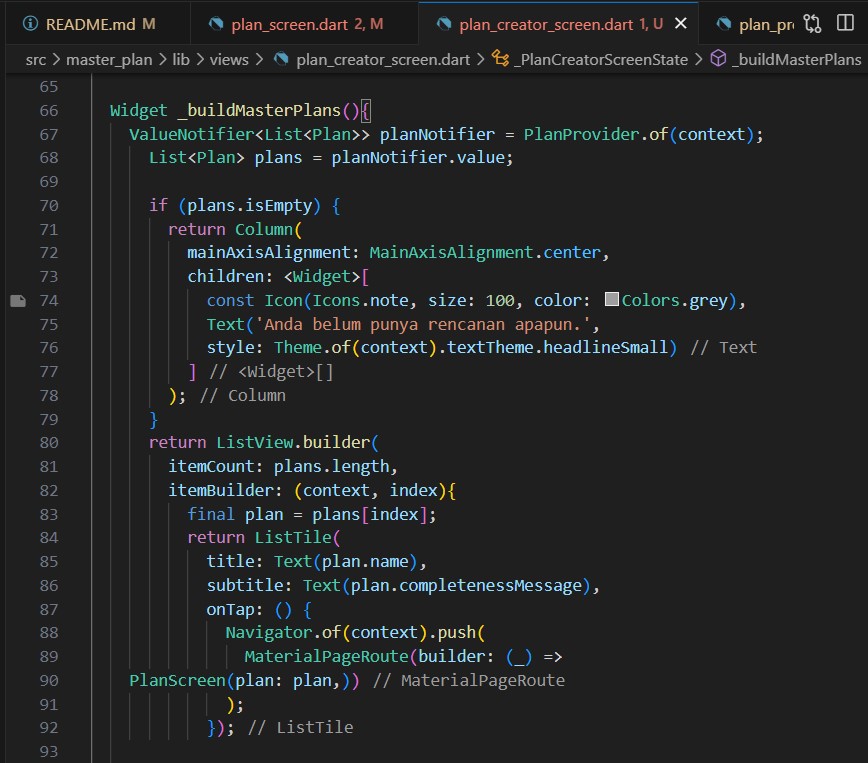 README.md M plan_screen.dart 2, M plan_creator_screen.dart 1, U plan_pr
src > master_plan > lib > views > plan_creator_screen.dart > _PlanCreatorScreenState > _buildMasterPlans
65
66 Widget _buildMasterPlans(){
67 ValueNotifier<List<Plan>> planNotifier = PlanProvider.of(context);
68 List<Plan> plans = planNotifier.value;
69
70 if (plans.isEmpty) {
71 return Column(
72 mainAxisAlignment: MainAxisAlignment.center,
73 children: <Widget>[
74 const Icon(Icons.note, size: 100, color: Colors.grey),
75 Text('Anda belum punya rencanan apapun.',
76 style: Theme.of(context).textTheme.headlineSmall) // Text
77 ] // <Widget>[]
78 ); // Column
79 }
80 return ListView.builder(
81 itemCount: plans.length,
82 itemBuilder: (context, index){
83 final plan = plans[index];
84 return ListTile(
85 title: Text(plan.name),
86 subtitle: Text(plan.completenessMessage),
87 onTap: () {
88 Navigator.of(context).push(
89 MaterialPageRoute(builder: (_) =>
90 PlanScreen(plan: plan,)) // MaterialPageRoute
91 );
92 }); // ListTile
93